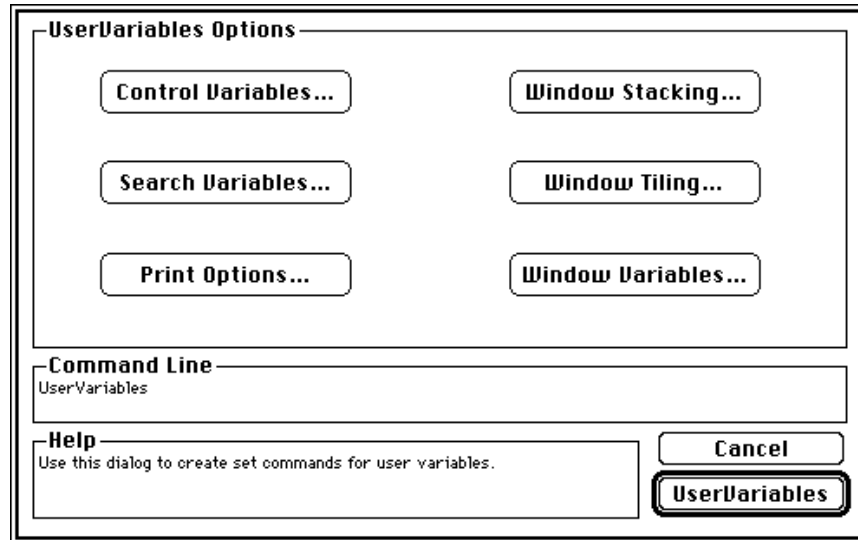 UserVariables Options
Control Variables... Window Stacking...
Search Variables... Window Tiling...
Print Options... Window Variables...
Command Line
UserVariables
Help
Use this dialog to create set commands for user variables.
Cancel
UserVariables